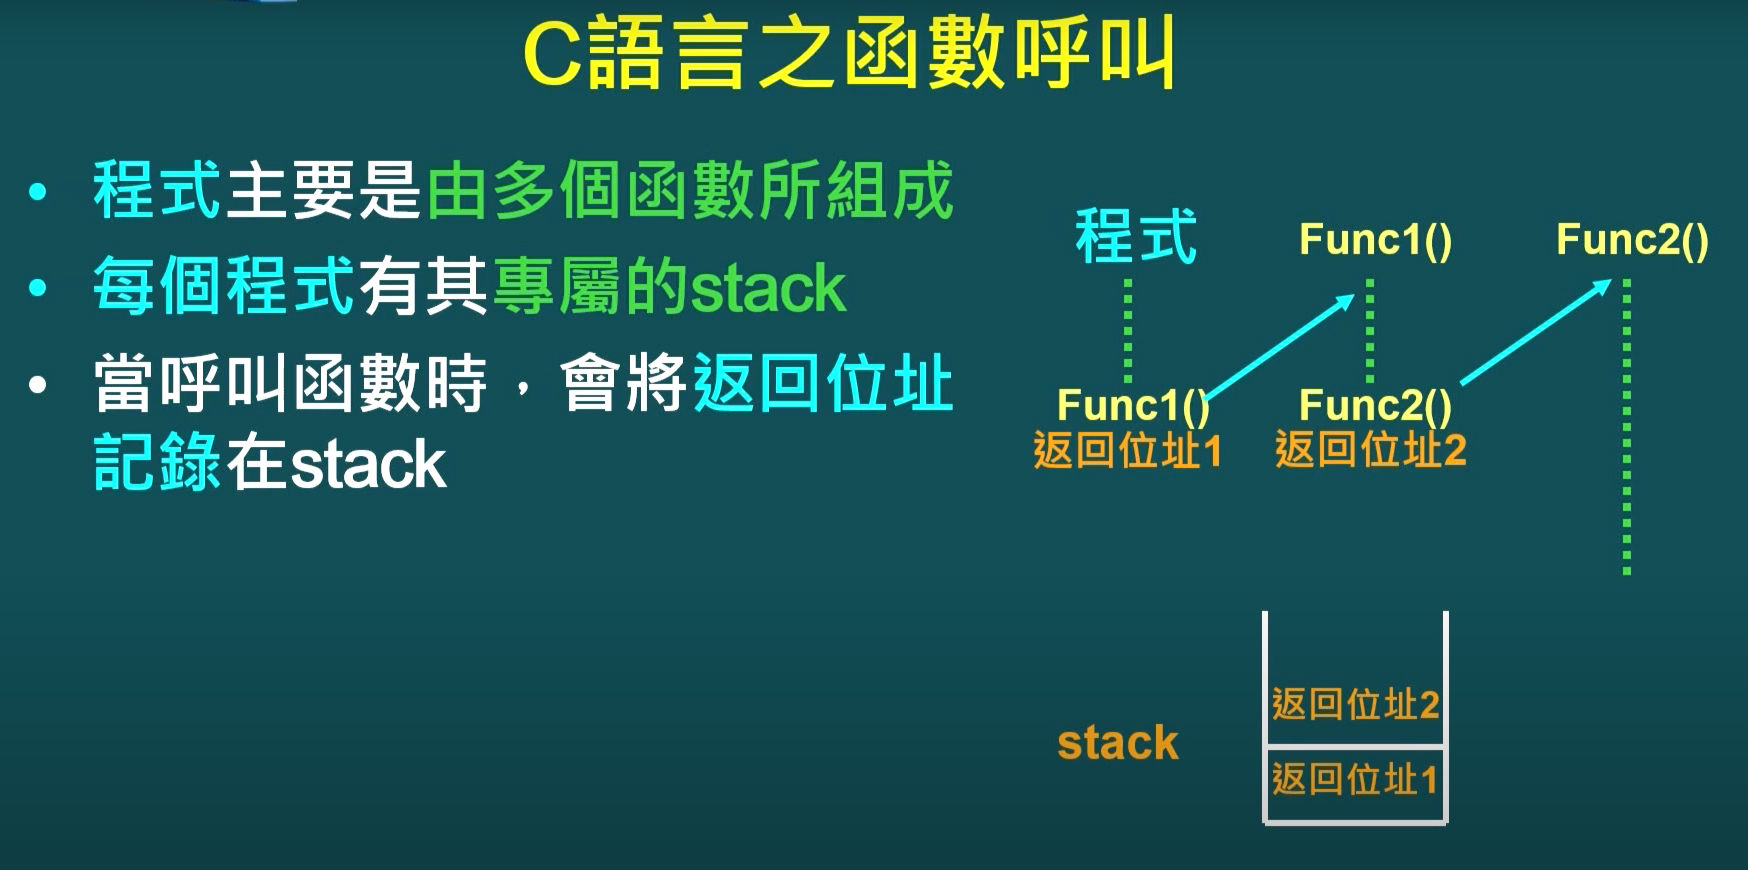 C語言之函數呼叫
• 程式主要是由多個函數所組成
• 每個程式有其專屬的stack
• 當呼叫函數時，會將返回位址
記錄在stack
程式
Func1()
Func2()
Func1()
Func2()
返回位址1
返回位址2
stack
返回位址2
返回位址1